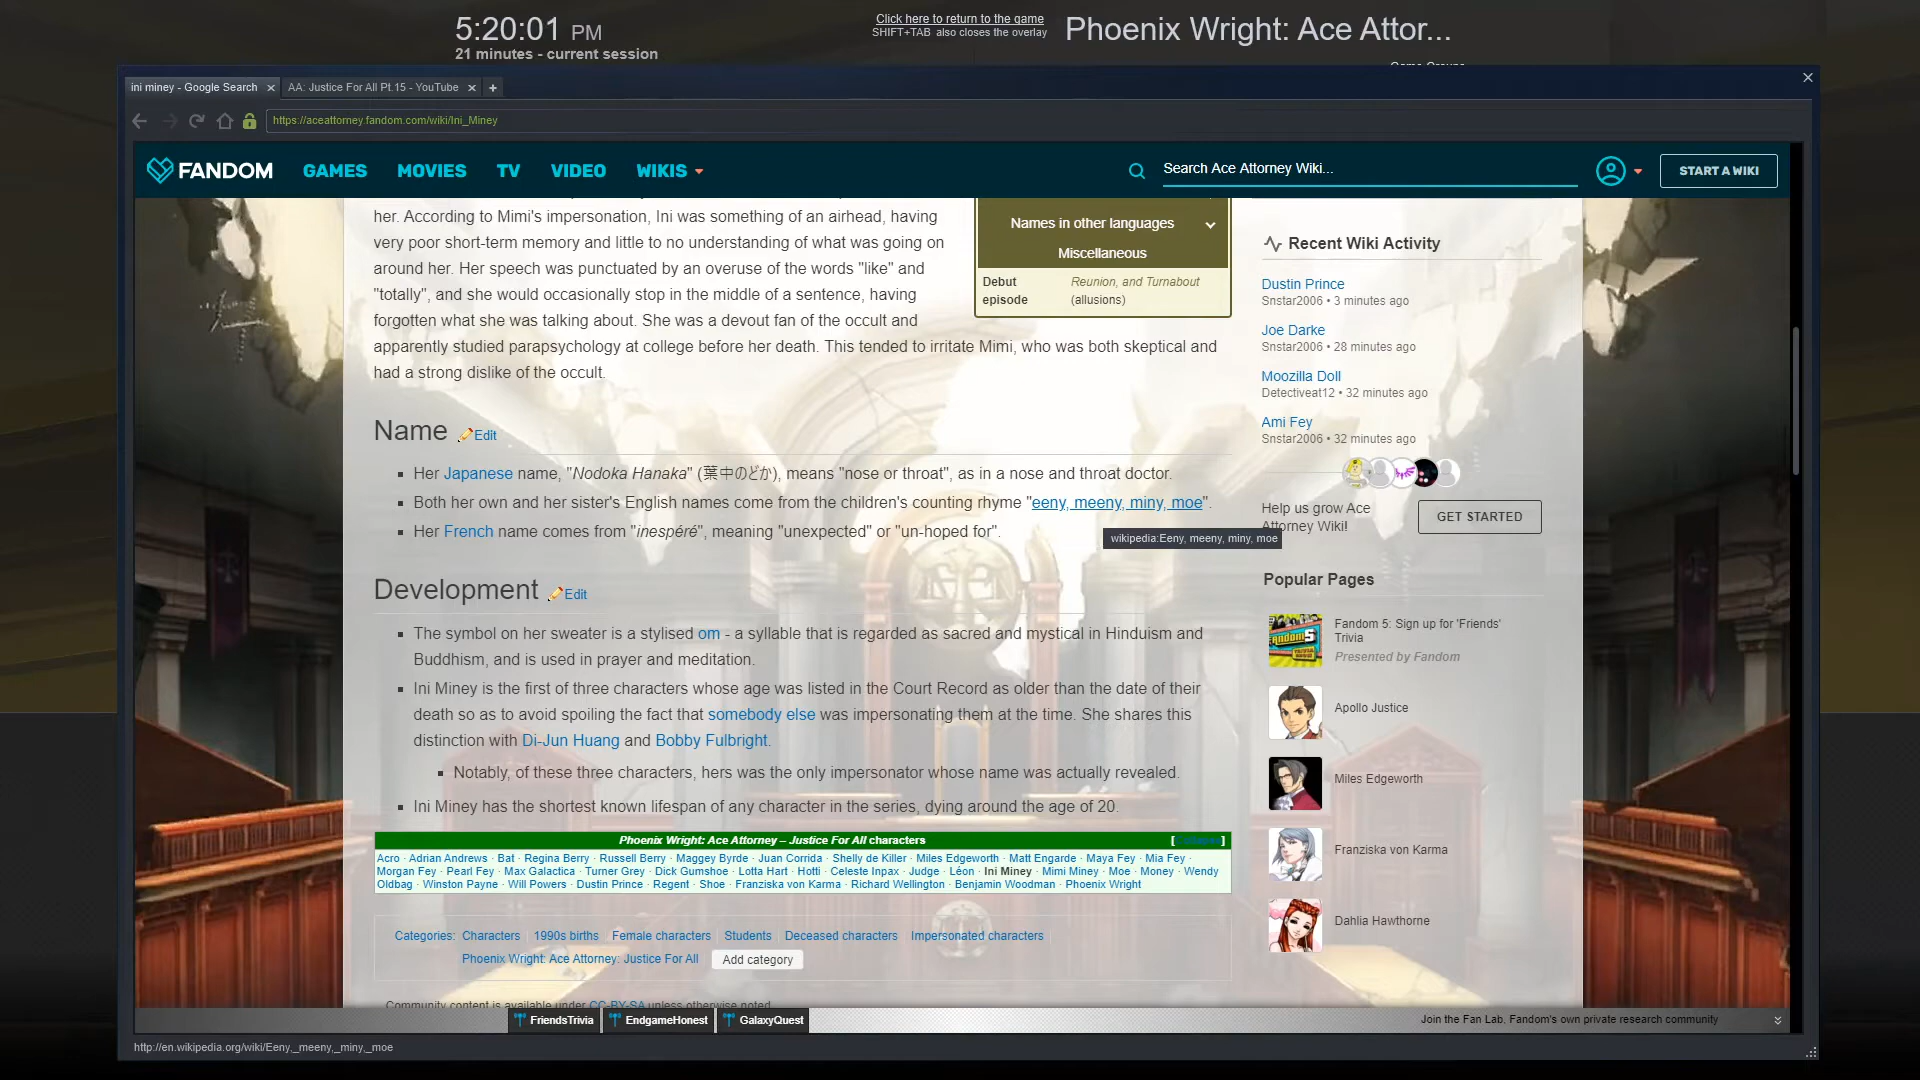 5:20:01 PM
21 minutes - current session
Click here to return to the game
SHIFT+TAB also closes the overlay
Phoenix Wright: Ace Attor...
ini miney - Google Search
AA: Justice For All Pt.15 - YouTube
https://aceattorney.fandom.com/wiki/Ini_Miney
FANDOM
GAMES
MOVIES
TV
VIDEO
WIKIS
Search Ace Attorney Wiki...
START A WIKI
her. According to Mimi's impersonation, Ini was something of an airhead, having
very poor short-term memory and little to no understanding of what was going on
around her. Her speech was punctuated by an overuse of the words "like" and
"totally", and she would occasionally stop in the middle of a sentence, having
forgotten what she was talking about. She was a devout fan of the occult and
apparently studied parapsychology at college before her death. This tended to irritate Mimi, who was both skeptical and
had a strong dislike of the occult.
Names in other languages
Miscellaneous
Debut episode
Reunion, and Turnabout
(allusions)
Name
Edit
Her Japanese name, "Nodoka Hanaka" (葉中のどか), means "nose or throat", as in a nose and throat doctor.
Both her own and her sister's English names come from the children's counting rhyme "eeny, meeny, miny, moe".
Her French name comes from "inespéré", meaning "unexpected" or "un-hoped for".
wikipedia:Eeny, meeny, miny, moe
Development
Edit
The symbol on her sweater is a stylised om - a syllable that is regarded as sacred and mystical in Hinduism and
Buddhism, and is used in prayer and meditation.
Ini Miney is the first of three characters whose age was listed in the Court Record as older than the date of their
death so as to avoid spoiling the fact that somebody else was impersonating them at the time. She shares this
distinction with Di-Jun Huang and Bobby Fulbright.
Notably, of these three characters, hers was the only impersonator whose name was actually revealed.
Ini Miney has the shortest known lifespan of any character in the series, dying around the age of 20.
Phoenix Wright: Ace Attorney – Justice For All characters
Acro · Adrian Andrews · Bat · Regina Berry · Russell Berry · Maggey Byrde · Juan Corrida · Shelly de Killer · Miles Edgeworth · Matt Engarde · Maya Fey · Mia Fey ·
Morgan Fey · Pearl Fey · Max Galactica · Turner Grey · Dick Gumshoe · Lotta Hart · Hotti · Celeste Inpax · Judge · Léon · Ini Miney · Mimi Miney · Moe · Money · Wendy
Oldbag · Winston Payne · Will Powers · Dustin Prince · Regent · Shoe · Franziska von Karma · Richard Wellington · Benjamin Woodman · Phoenix Wright
Categories: Characters 1990s births Female characters Students Deceased characters Impersonated characters
Phoenix Wright: Ace Attorney: Justice For All
Add category
Community content is available under CC-BY-SA unless otherwise noted.
Recent Wiki Activity
Dustin Prince
Snstar2006 • 3 minutes ago
Joe Darke
Snstar2006 • 28 minutes ago
Moozilla Doll
Detectiveat12 • 32 minutes ago
Ami Fey
Snstar2006 • 32 minutes ago
Help us grow Ace
Attorney Wiki!
GET STARTED
Popular Pages
Fandom 5: Sign up for 'Friends'
Trivia
Presented by Fandom
Apollo Justice
Miles Edgeworth
Franziska von Karma
Dahlia Hawthorne
FriendsTrivia
EndgameHonest
GalaxyQuest
Join the Fan Lab, Fandom's own private research community
http://en.wikipedia.org/wiki/Eeny,_meeny,_miny,_moe